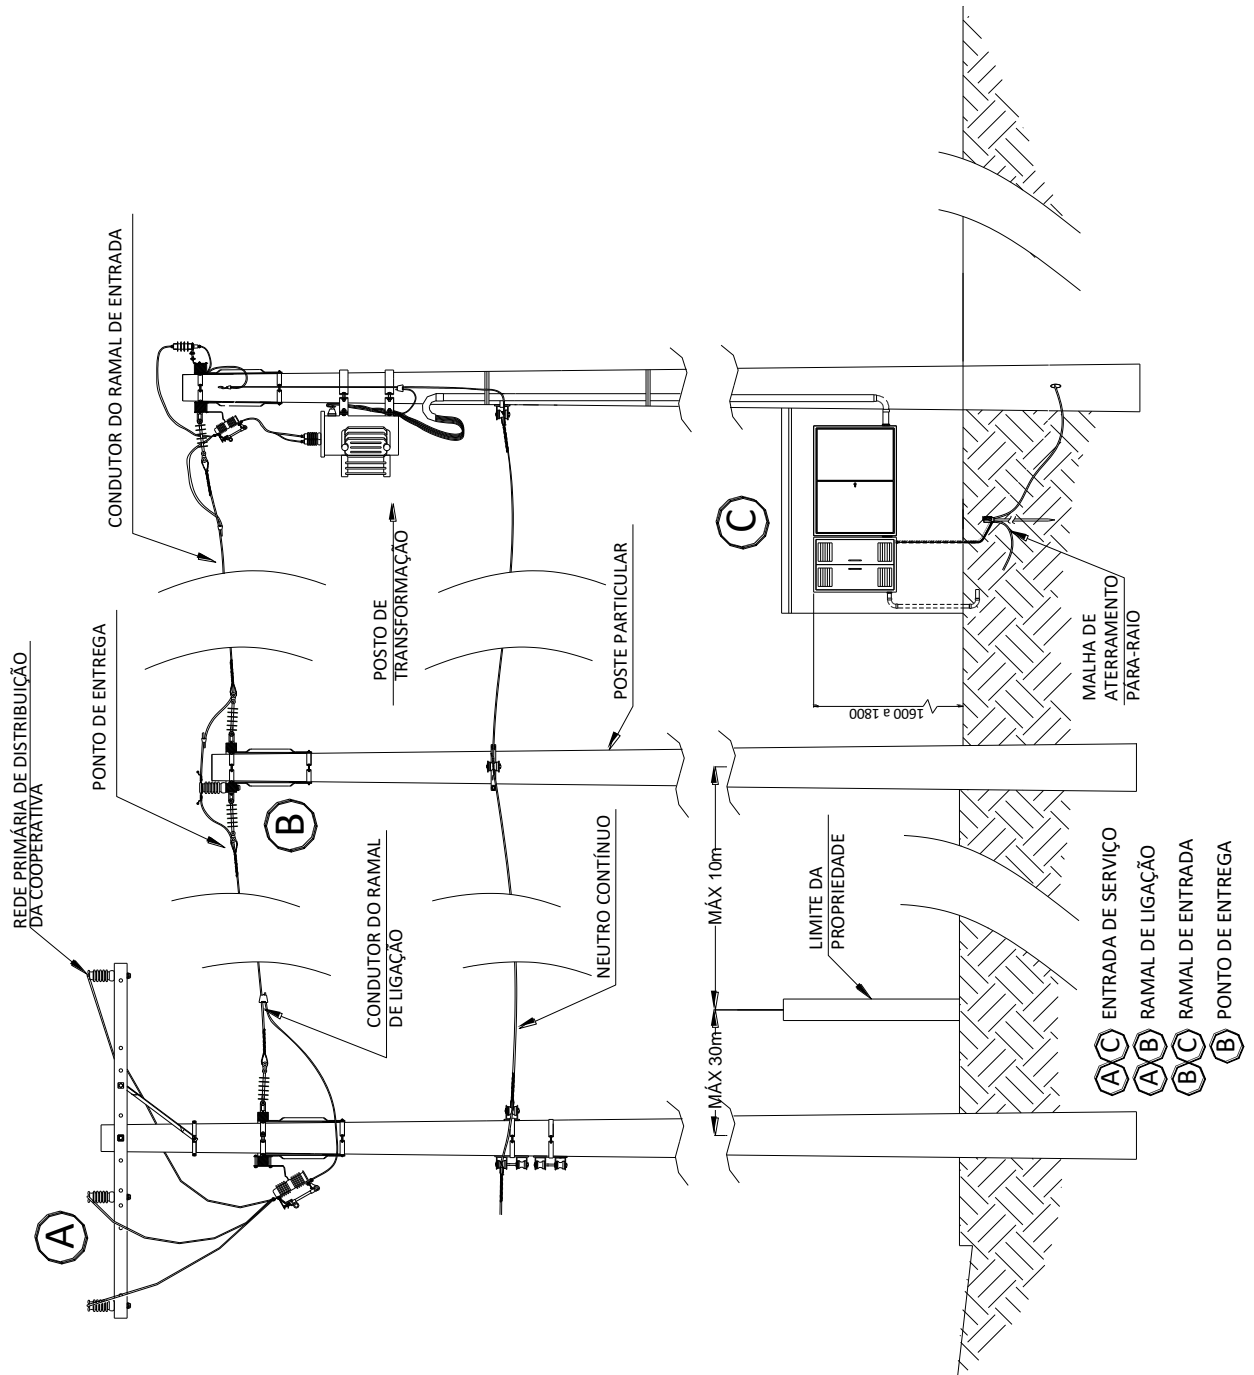 REDE PRIMÁRIA DE DISTRIBUIÇÃO
DA COOPERATIVA
PONTO DE ENTREGA
CONDUTOR DO RAMAL DE ENTRADA
A
B
CONDUTOR DO RAMAL
DE LIGAÇÃO
POSTO DE
TRANSFORMAÇÃO
NEUTRO CONTÍNUO
POSTE PARTICULAR
C
MÁX 30m
MÁX 10m
LIMITE DA
PROPRIEDADE
1600 a 1800
MALHA DE
ATERRAMENTO
PÁRA-RAIO
A C ENTRADA DE SERVIÇO
A B RAMAL DE LIGAÇÃO
B C RAMAL DE ENTRADA
B PONTO DE ENTREGA